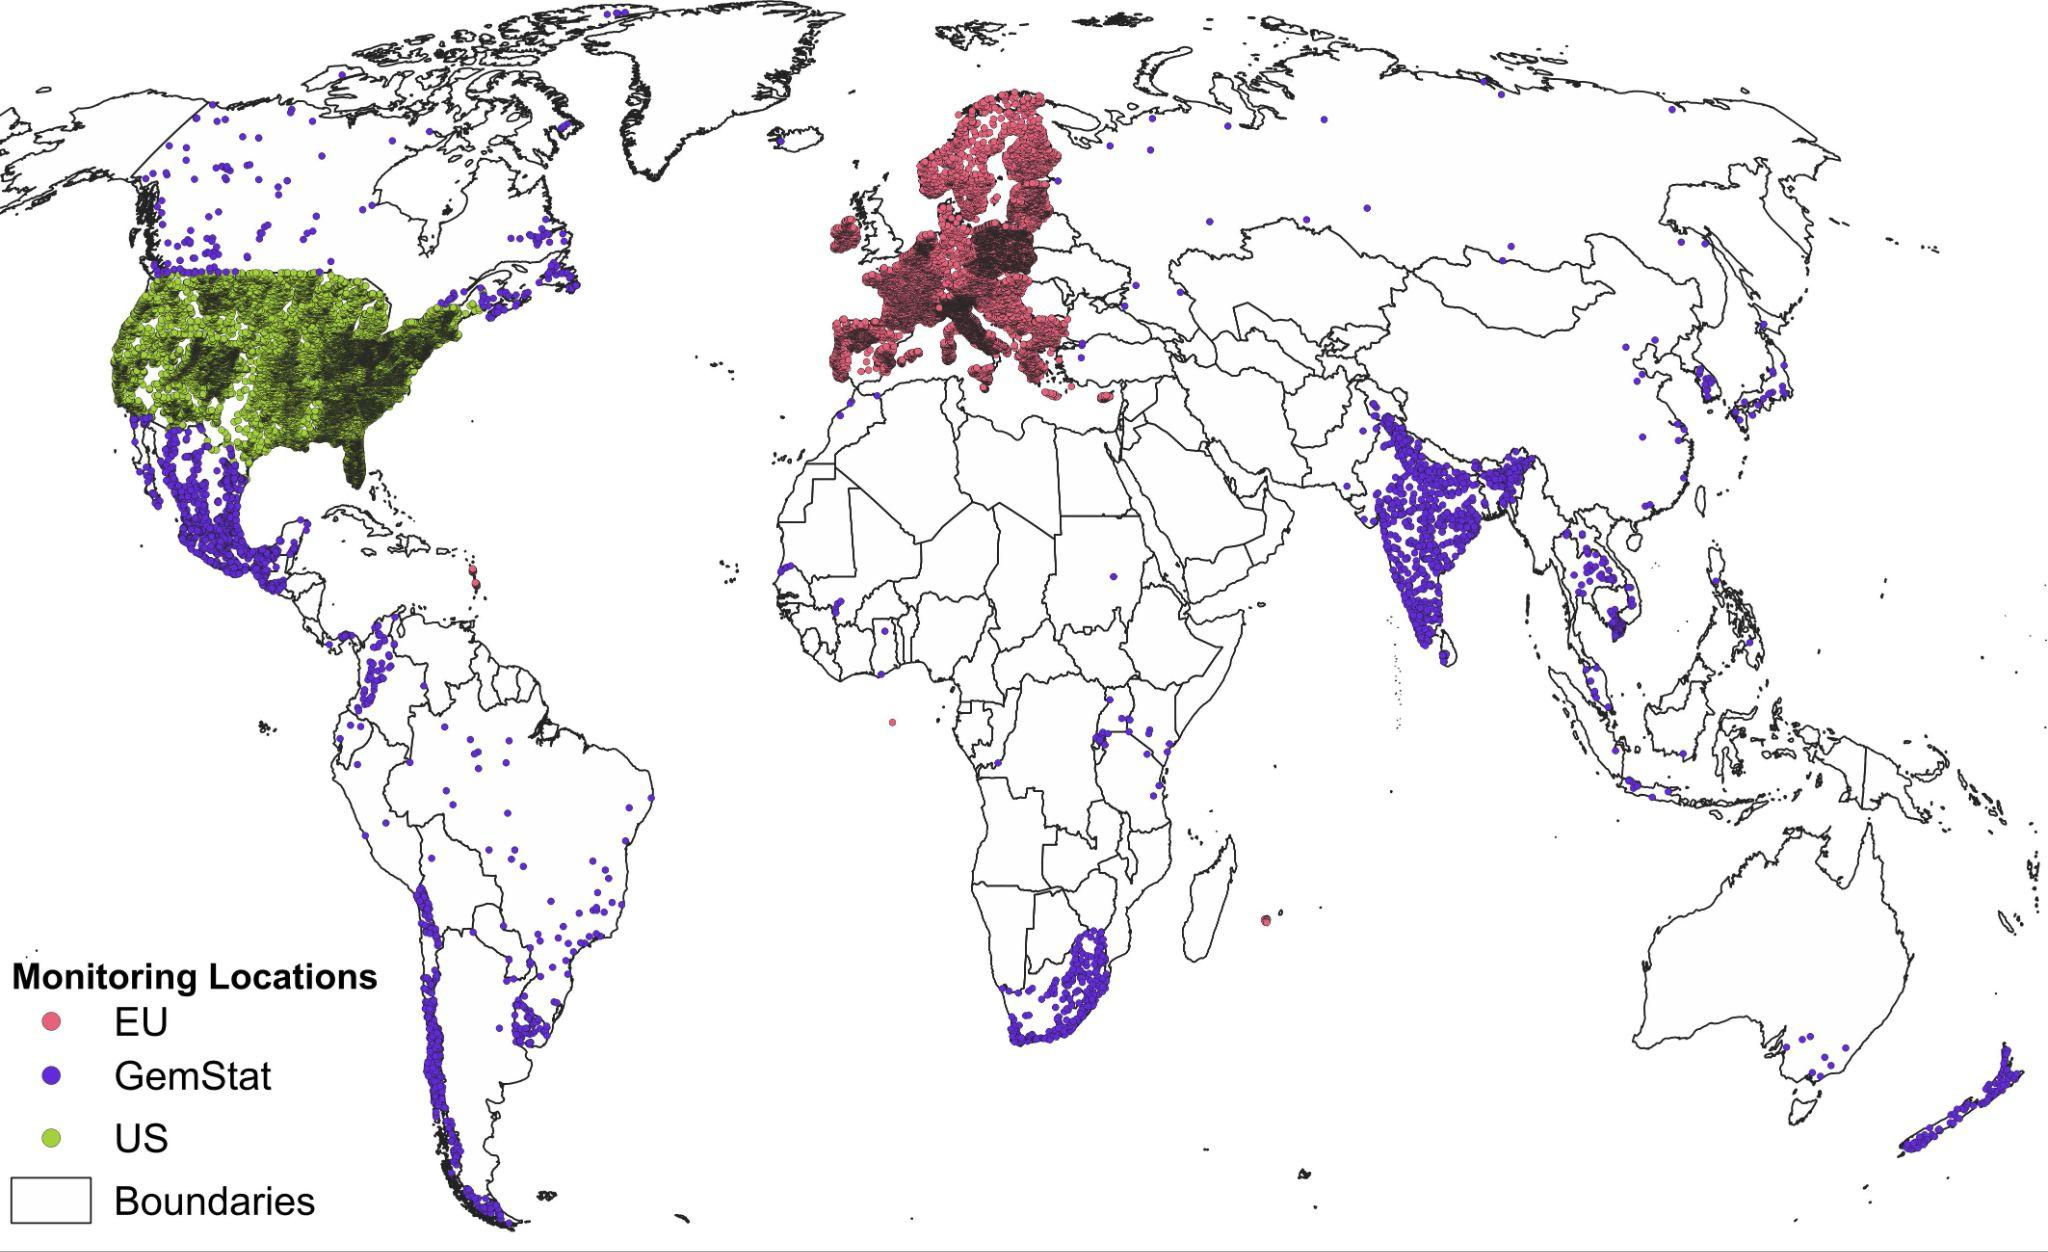 Monitoring Locations
EU
GemStat
US
Boundaries